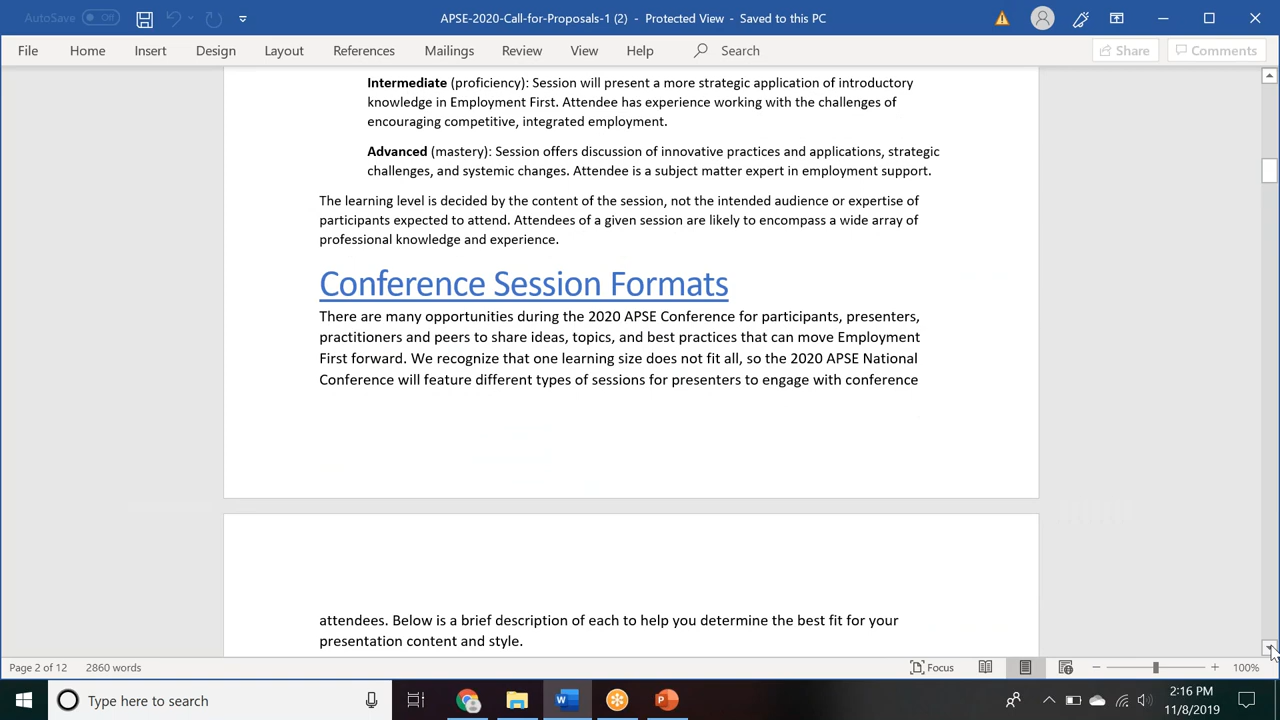 AutoSave Off APSE-2020-Call-for-Proposals-1 (2) - Protected View - Saved to this PC
File Home Insert Design Layout References Mailings Review View Help Search Share Comments
Intermediate (proficiency): Session will present a more strategic application of introductory
knowledge in Employment First. Attendee has experience working with the challenges of
encouraging competitive, integrated employment.
Advanced (mastery): Session offers discussion of innovative practices and applications, strategic
challenges, and systemic changes. Attendee is a subject matter expert in employment support.
The learning level is decided by the content of the session, not the intended audience or expertise of
participants expected to attend. Attendees of a given session are likely to encompass a wide array of
professional knowledge and experience.
Conference Session Formats
There are many opportunities during the 2020 APSE Conference for participants, presenters,
practitioners and peers to share ideas, topics, and best practices that can move Employment
First forward. We recognize that one learning size does not fit all, so the 2020 APSE National
Conference will feature different types of sessions for presenters to engage with conference
attendees. Below is a brief description of each to help you determine the best fit for your
presentation content and style.
Page 2 of 12 2860 words Focus 100%
Type here to search 2:16 PM
11/8/2019